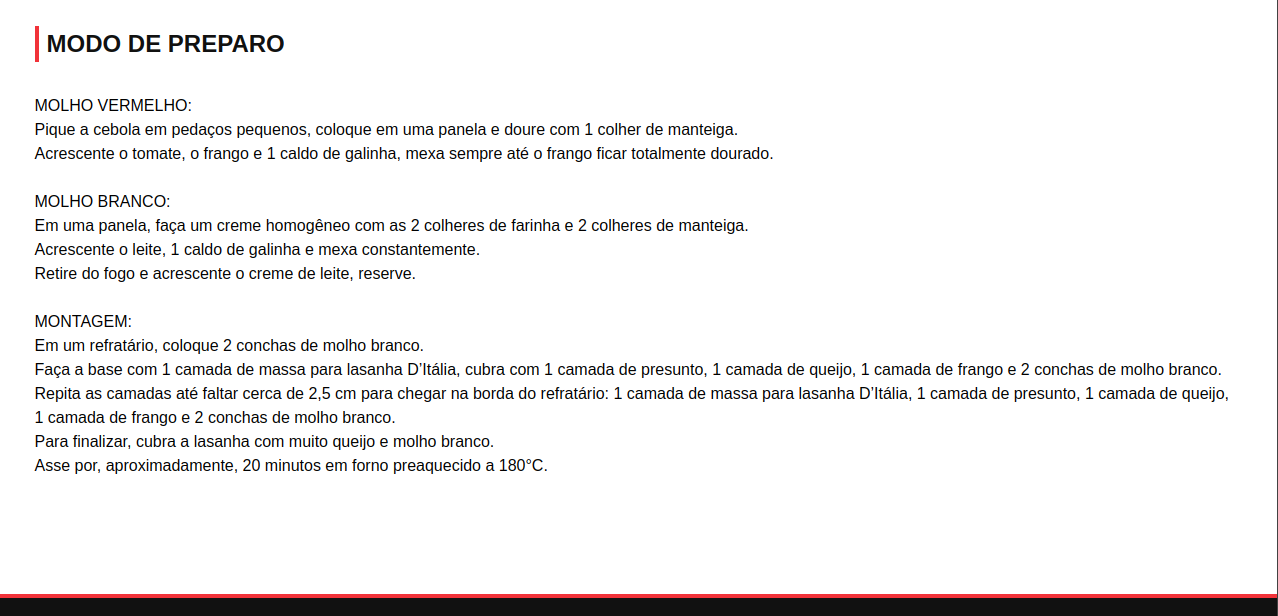 MODO DE PREPARO
MOLHO VERMELHO:
Pique a cebola em pedaços pequenos, coloque em uma panela e doure com 1 colher de manteiga.
Acrescente o tomate, o frango e 1 caldo de galinha, mexa sempre até o frango ficar totalmente dourado.
MOLHO BRANCO:
Em uma panela, faça um creme homogêneo com as 2 colheres de farinha e 2 colheres de manteiga.
Acrescente o leite, 1 caldo de galinha e mexa constantemente.
Retire do fogo e acrescente o creme de leite, reserve.
MONTAGEM:
Em um refratário, coloque 2 conchas de molho branco.
Faça a base com 1 camada de massa para lasanha D’Itália, cubra com 1 camada de presunto, 1 camada de queijo, 1 camada de frango e 2 conchas de molho branco.
Repita as camadas até faltar cerca de 2,5 cm para chegar na borda do refratário: 1 camada de massa para lasanha D’Itália, 1 camada de presunto, 1 camada de queijo,
1 camada de frango e 2 conchas de molho branco.
Para finalizar, cubra a lasanha com muito queijo e molho branco.
Asse por, aproximadamente, 20 minutos em forno preaquecido a 180°C.